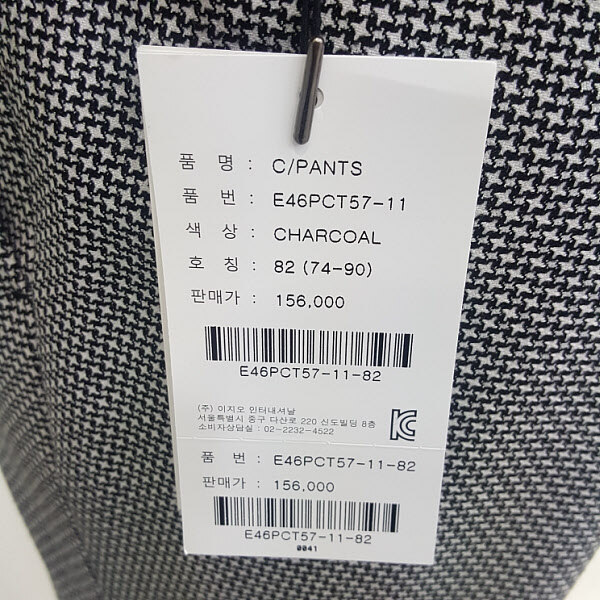 품 명 : C/PANTS
품 번 : E46PCT57-11
색 상 : CHARCOAL
호 칭 : 82 (74-90)
판매가 : 156,000
E46PCT57-11-82
(주) 이지오 인터내셔날
서울특별시 중구 다산로 220 신도빌딩 8층
소비자상담실 : 02-2232-4522
KC
품 번 : E46PCT57-11-82
판매가 : 156,000
E46PCT57-11-82
0041